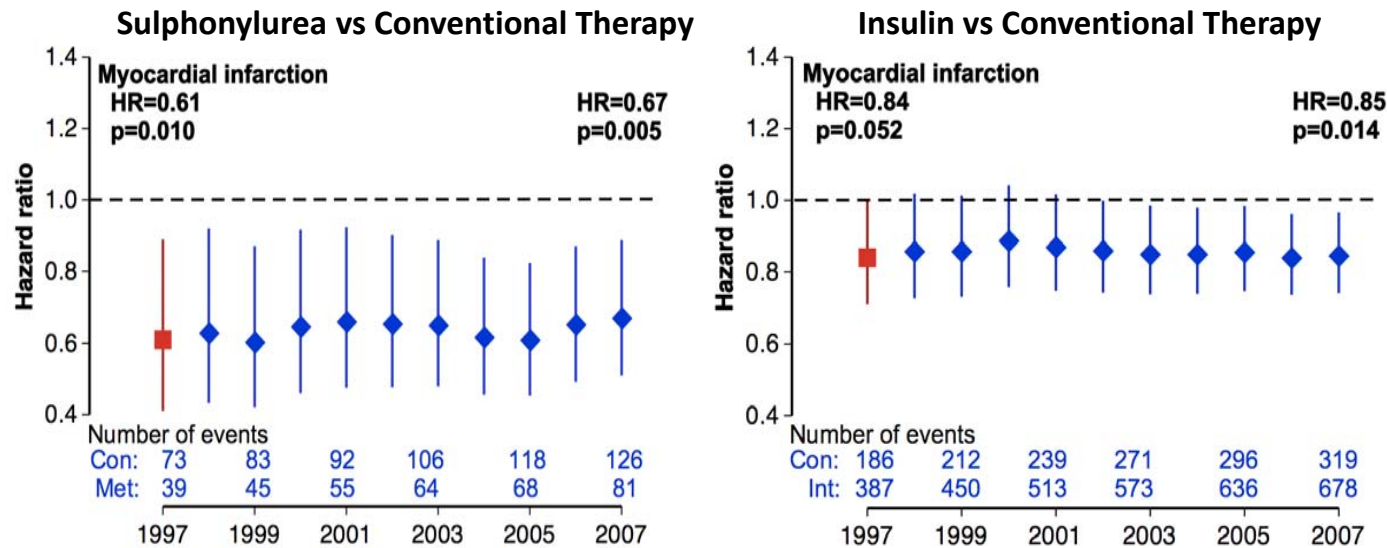 Sulphonylurea vs Conventional Therapy
1.4
Myocardial infarction
HR=0.61
HR=0.67
p=0.010
p=0.005
1.2
1.0
0.8
0.6
0.4
Hazard ratio
Number of events
Con: 73 83 92 106 118 126
Met: 39 45 55 64 68 81
1997 1999 2001 2003 2005 2007
Insulin vs Conventional Therapy
1.4
Myocardial infarction
HR=0.84
HR=0.85
p=0.052
p=0.014
1.2
1.0
0.8
0.6
0.4
Hazard ratio
Number of events
Con: 186 212 239 271 296 319
Int: 387 450 513 573 636 678
1997 1999 2001 2003 2005 2007